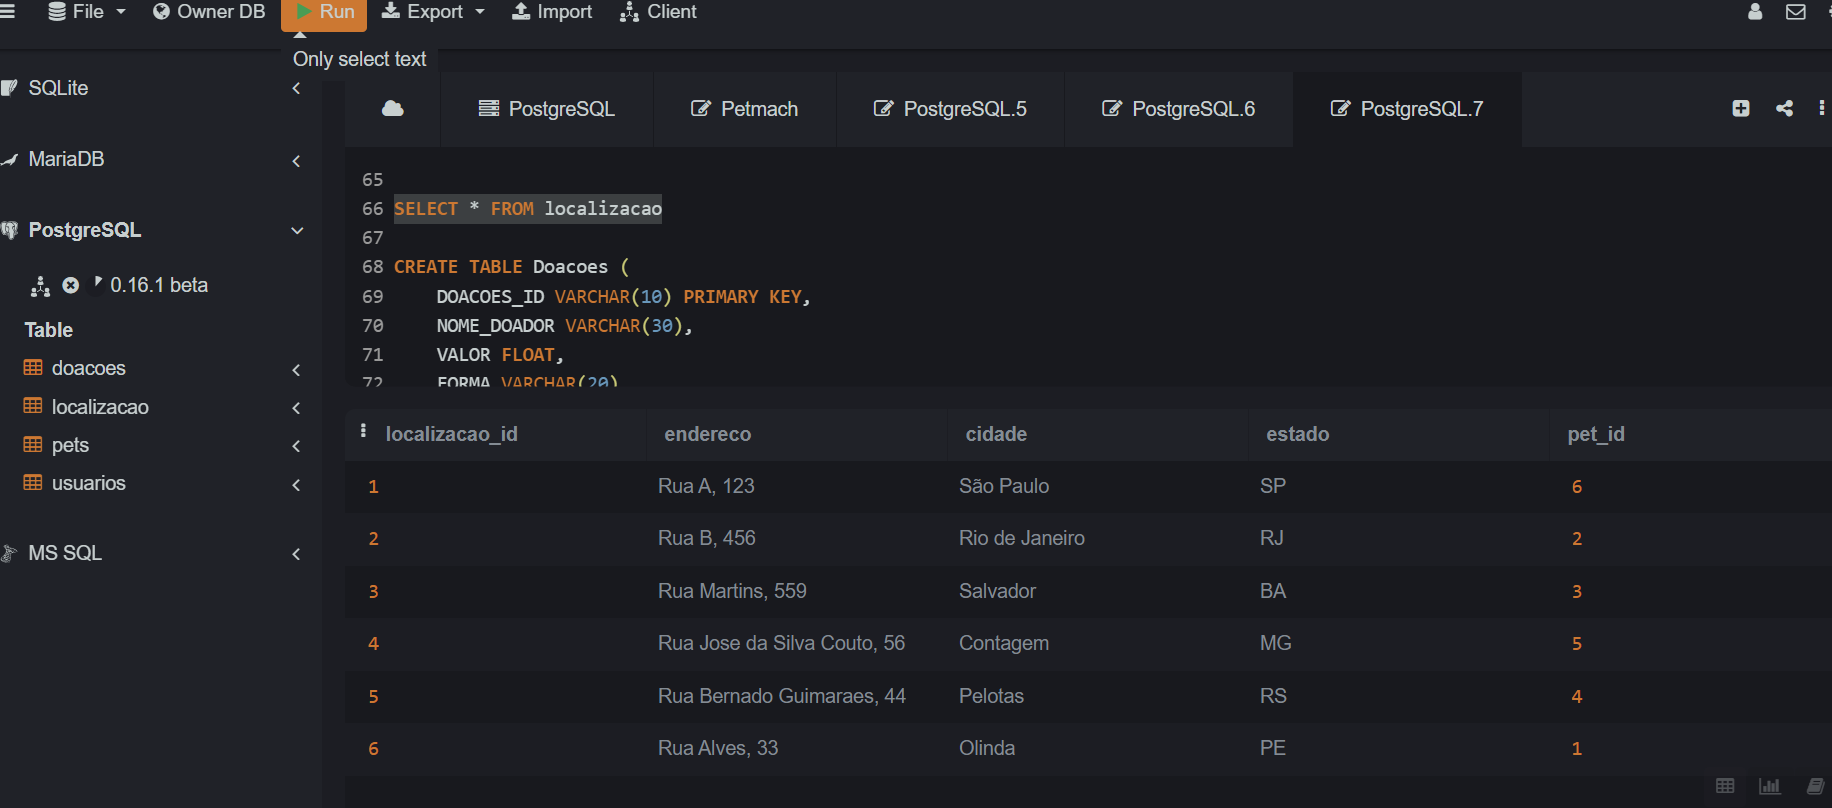 File Owner DB Run Export Import Client
Only select text
SQLite
MariaDB
PostgreSQL
0.16.1 beta
Table
doacoes
localizacao
pets
usuarios
MS SQL
PostgreSQL Petmach PostgreSQL.5 PostgreSQL.6 PostgreSQL.7
65
66 SELECT * FROM localizacao
67
68 CREATE TABLE Doacoes (
69 DOACOES_ID VARCHAR(10) PRIMARY KEY,
70 NOME_DOADOR VARCHAR(30),
71 VALOR FLOAT,
72 FORMA VARCHAR(20)
localizacao_id endereco cidade estado pet_id
1 Rua A, 123 São Paulo SP 6
2 Rua B, 456 Rio de Janeiro RJ 2
3 Rua Martins, 559 Salvador BA 3
4 Rua Jose da Silva Couto, 56 Contagem MG 5
5 Rua Bernado Guimaraes, 44 Pelotas RS 4
6 Rua Alves, 33 Olinda PE 1